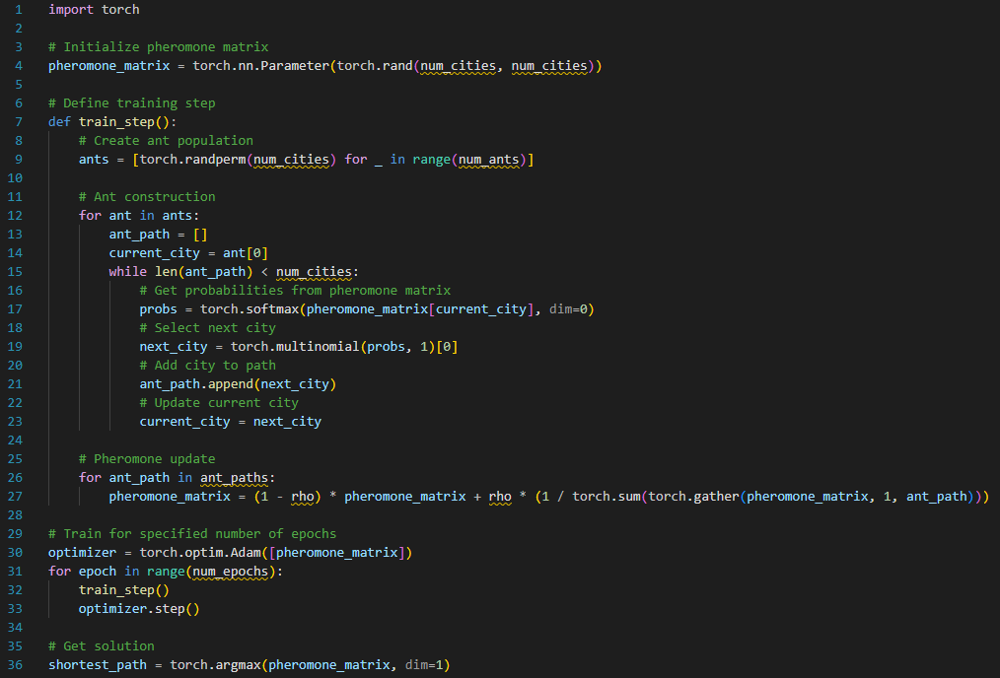 1 import torch
2
3 # Initialize pheromone matrix
4 pheromone_matrix = torch.nn.Parameter(torch.rand(num_cities, num_cities))
5
6 # Define training step
7 def train_step():
8     # Create ant population
9     ants = [torch.randperm(num_cities) for _ in range(num_ants)]
10
11     # Ant construction
12     for ant in ants:
13         ant_path = []
14         current_city = ant[0]
15         while len(ant_path) < num_cities:
16             # Get probabilities from pheromone matrix
17             probs = torch.softmax(pheromone_matrix[current_city], dim=0)
18             # Select next city
19             next_city = torch.multinomial(probs, 1)[0]
20             # Add city to path
21             ant_path.append(next_city)
22             # Update current city
23             current_city = next_city
24
25     # Pheromone update
26     for ant_path in ant_paths:
27         pheromone_matrix = (1 - rho) * pheromone_matrix + rho * (1 / torch.sum(torch.gather(pheromone_matrix, 1, ant_path)))
28
29 # Train for specified number of epochs
30 optimizer = torch.optim.Adam([pheromone_matrix])
31 for epoch in range(num_epochs):
32     train_step()
33     optimizer.step()
34
35 # Get solution
36 shortest_path = torch.argmax(pheromone_matrix, dim=1)